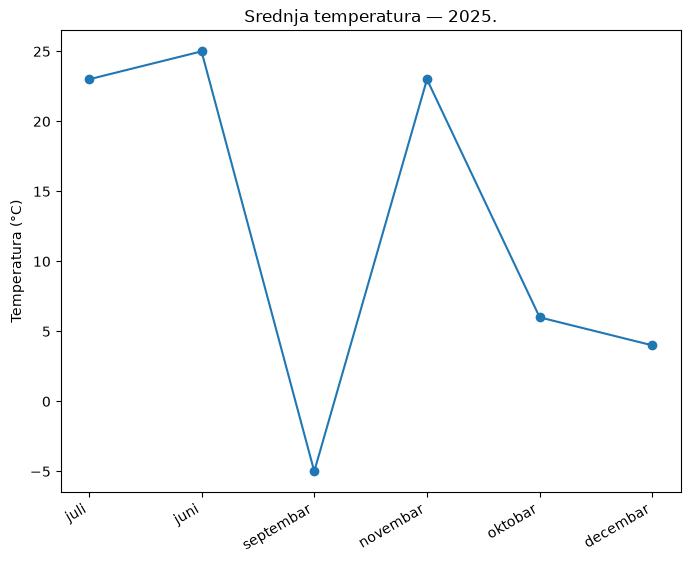 Srednja temperatura — 2025.
Temperatura (°C)
25
20
15
10
5
0
−5
juli
juni
septembar
novembar
oktobar
decembar